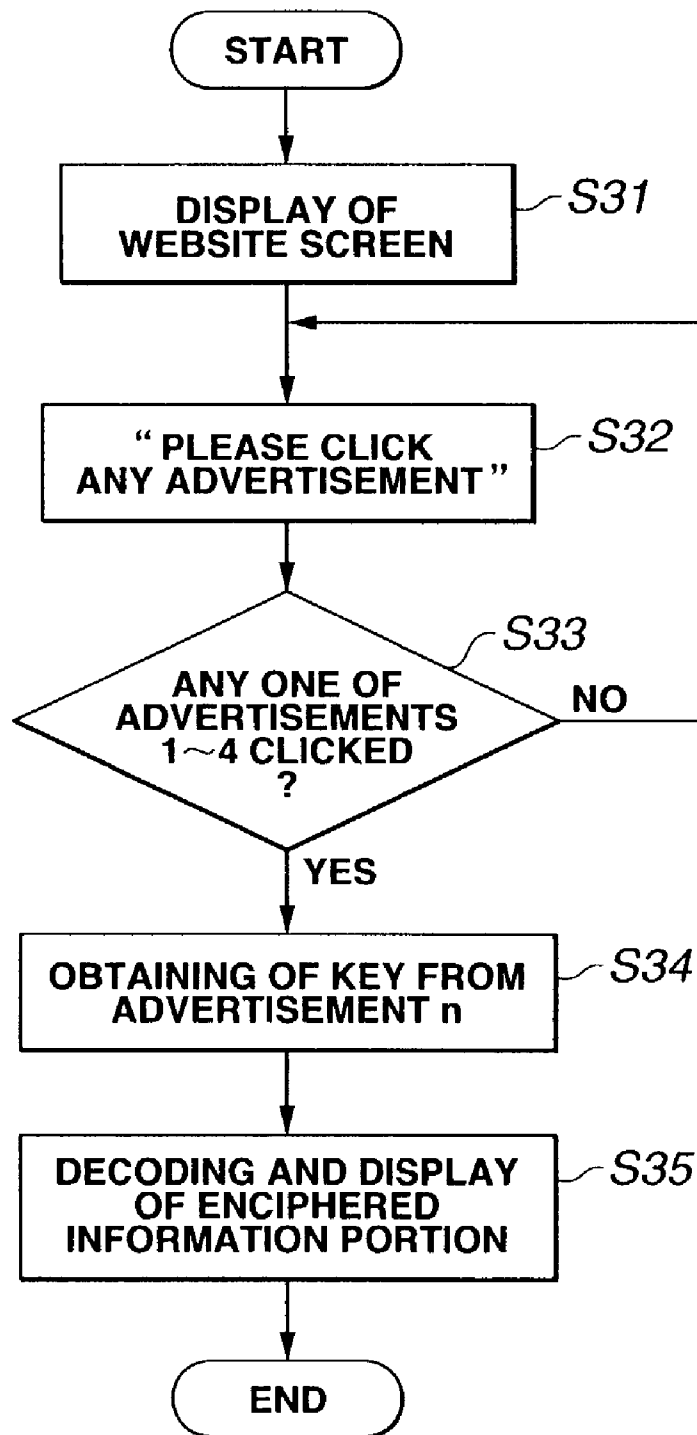 START
DISPLAY OF
WEBSITE SCREEN
S31
“ PLEASE CLICK
ANY ADVERTISEMENT ”
S32
ANY ONE OF
ADVERTISEMENTS
1～4 CLICKED
?
S33
NO
YES
OBTAINING OF KEY FROM
ADVERTISEMENT n
S34
DECODING AND DISPLAY
OF ENCIPHERED
INFORMATION PORTION
S35
END